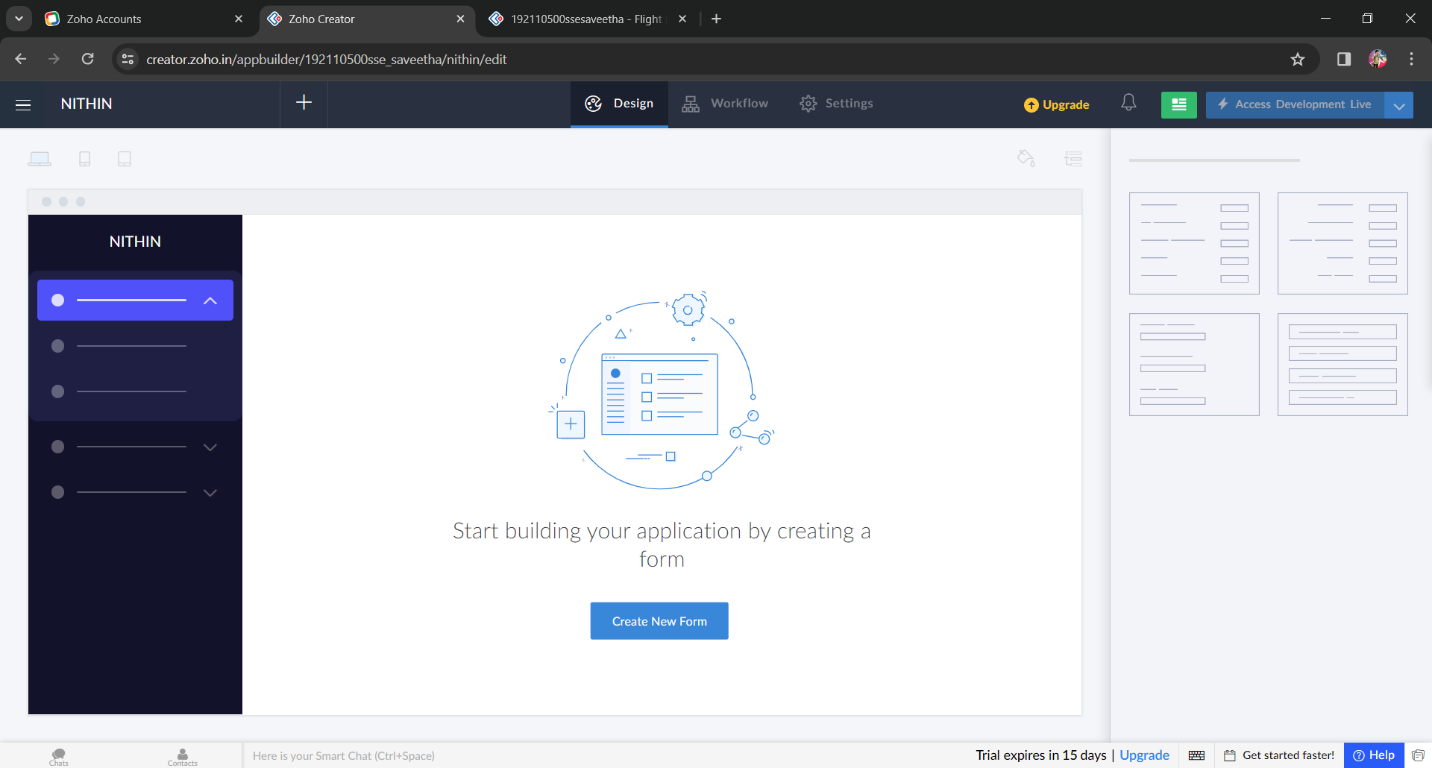 Zoho Accounts
Zoho Creator
192110500ssesaveetha - Flight
creator.zoho.in/appbuilder/192110500sse_saveetha/nithin/edit
NITHIN
Design
Workflow
Settings
Upgrade
Access Development Live
NITHIN
Start building your application by creating a
form
Create New Form
Chats
Contacts
Here is your Smart Chat (Ctrl+Space)
Trial expires in 15 days | Upgrade
Get started faster!
Help